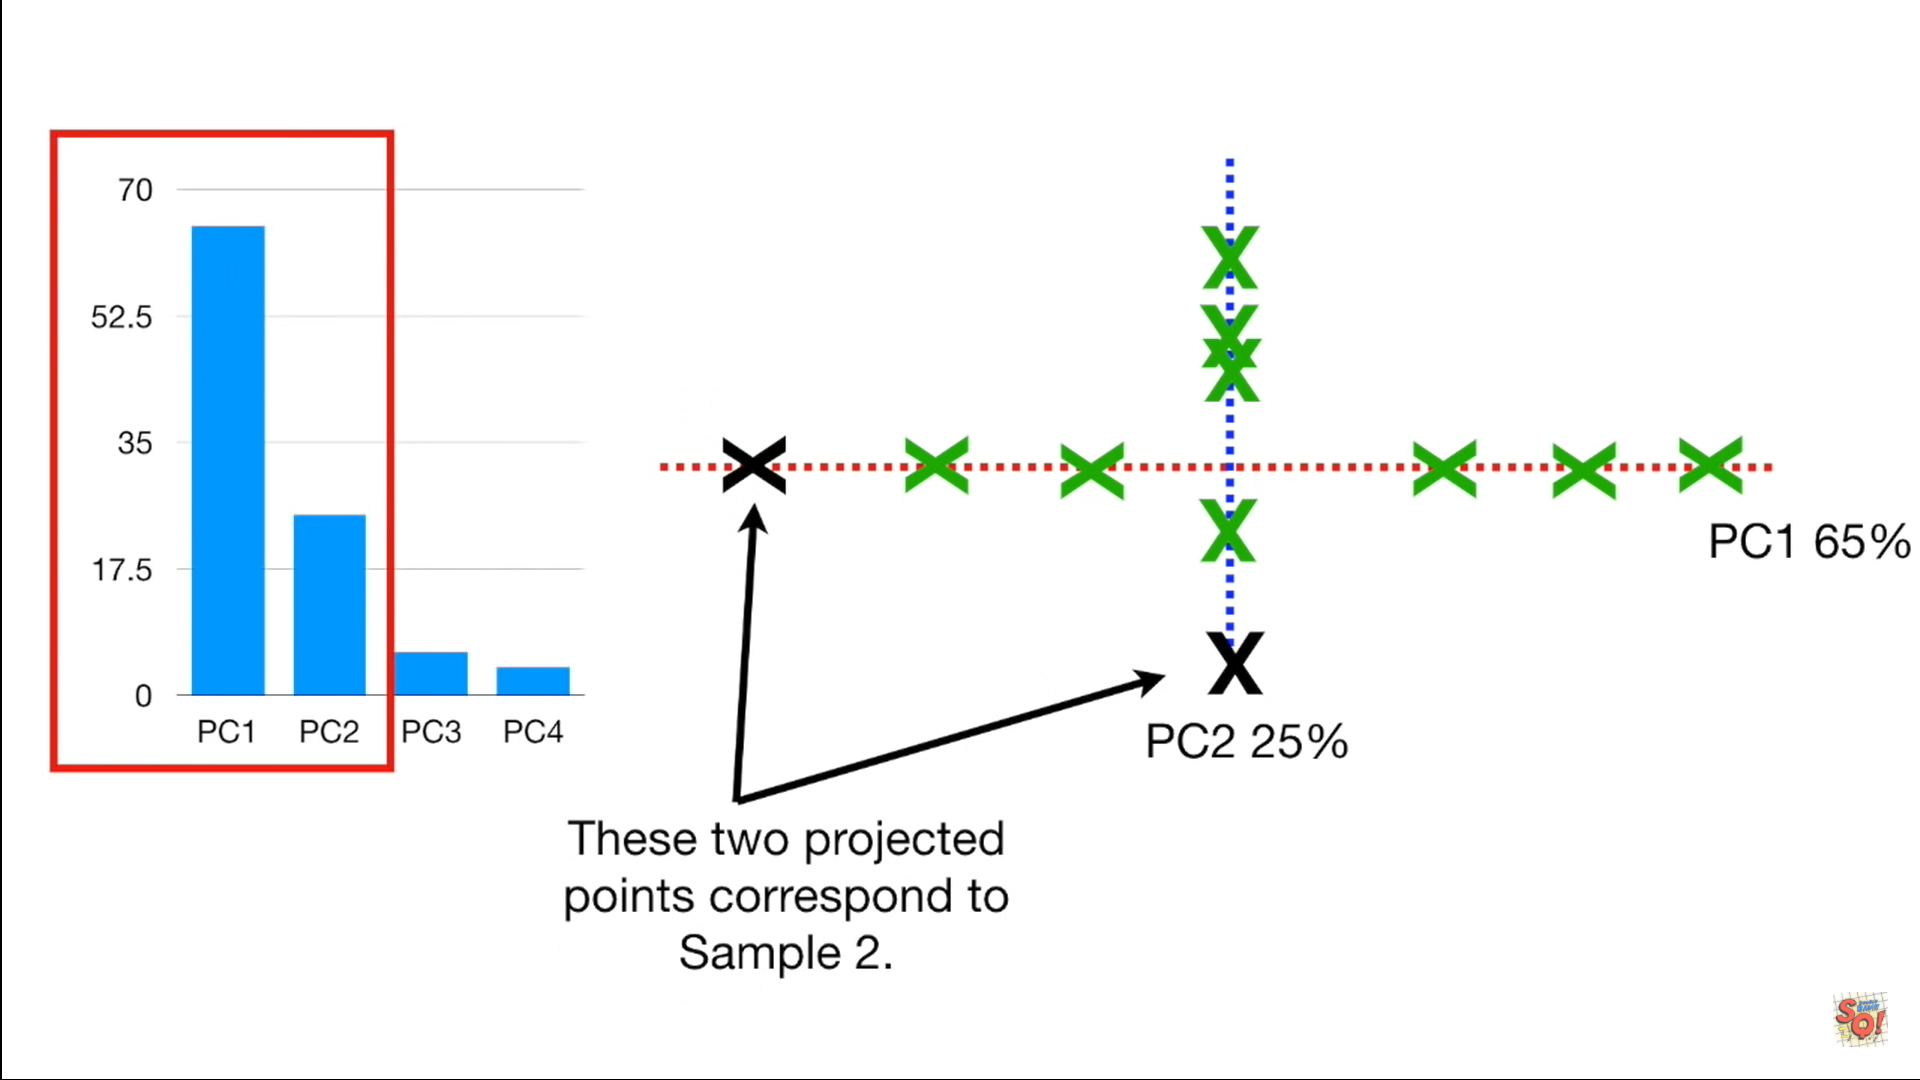 70
52.5
35
17.5
0
PC1 PC2 PC3 PC4
PC1 65%
PC2 25%
These two projected
points correspond to
Sample 2.
SQ!